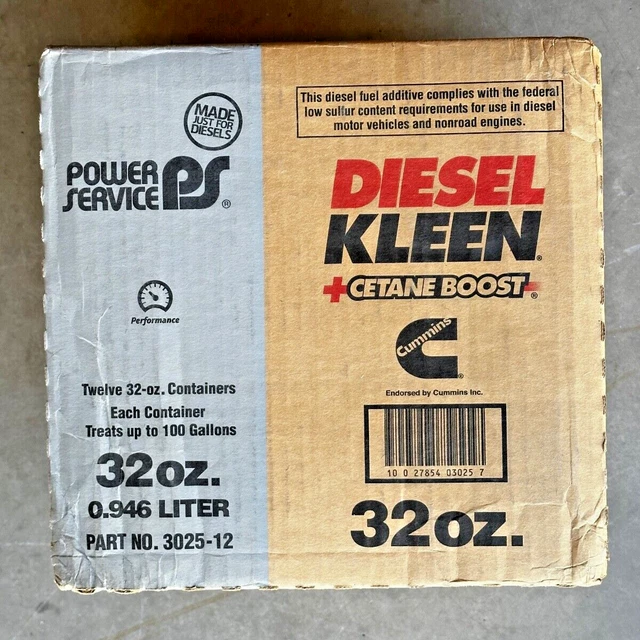 MADE
JUST FOR
DIESELS
POWER
SERVICE PS®
Performance
Twelve 32-oz. Containers
Each Container
Treats up to 100 Gallons
32oz.
0.946 LITER
PART NO. 3025-12
This diesel fuel additive complies with the federal
low sulfur content requirements for use in diesel
motor vehicles and nonroad engines.
DIESEL
KLEEN®
+CETANE BOOST®
Cummins®
Endorsed by Cummins Inc.
10 0 27854 03025 7
32oz.